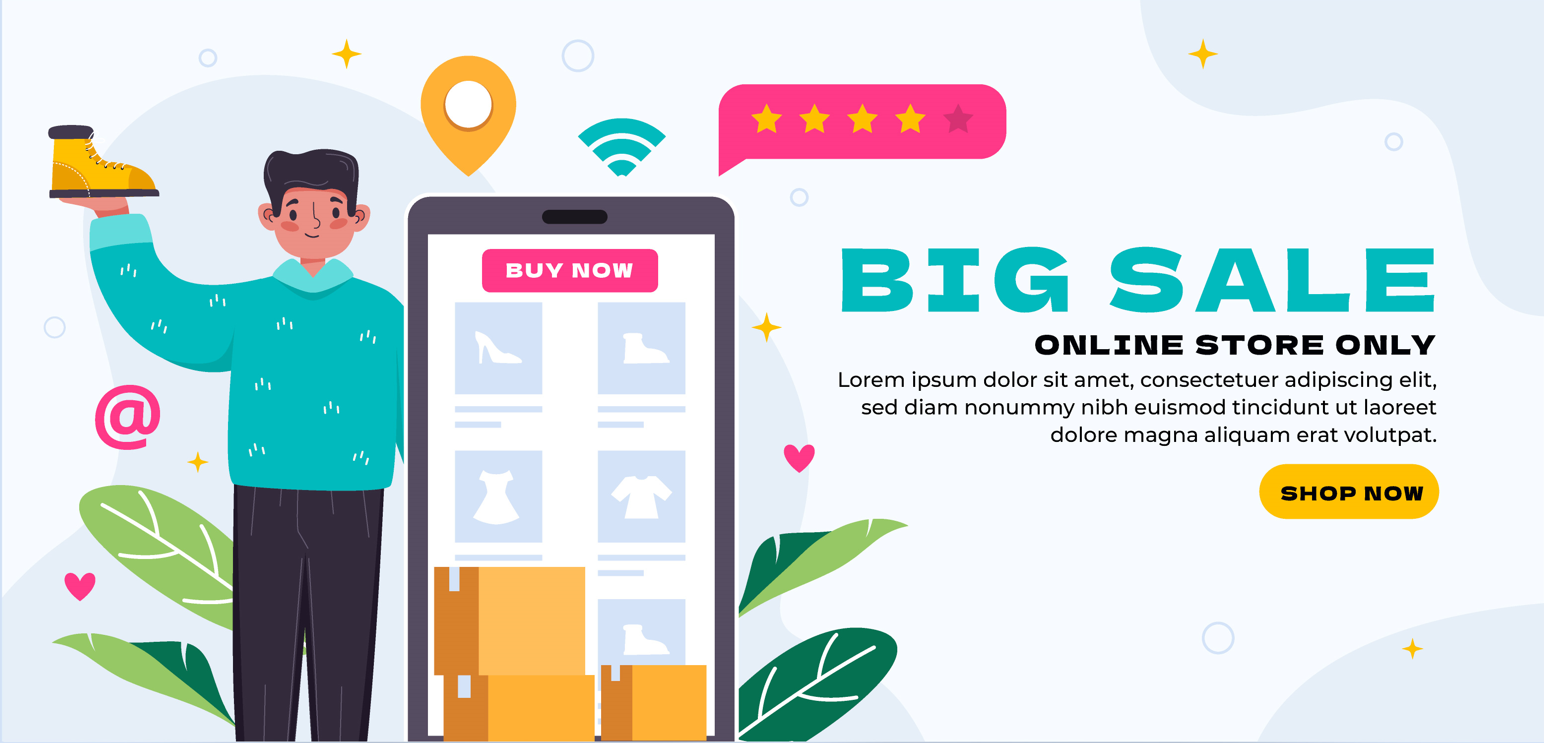 BUY NOW
BIG SALE
ONLINE STORE ONLY
Lorem ipsum dolor sit amet, consectetuer adipiscing elit,
sed diam nonummy nibh euismod tincidunt ut laoreet
dolore magna aliquam erat volutpat.
SHOP NOW
@